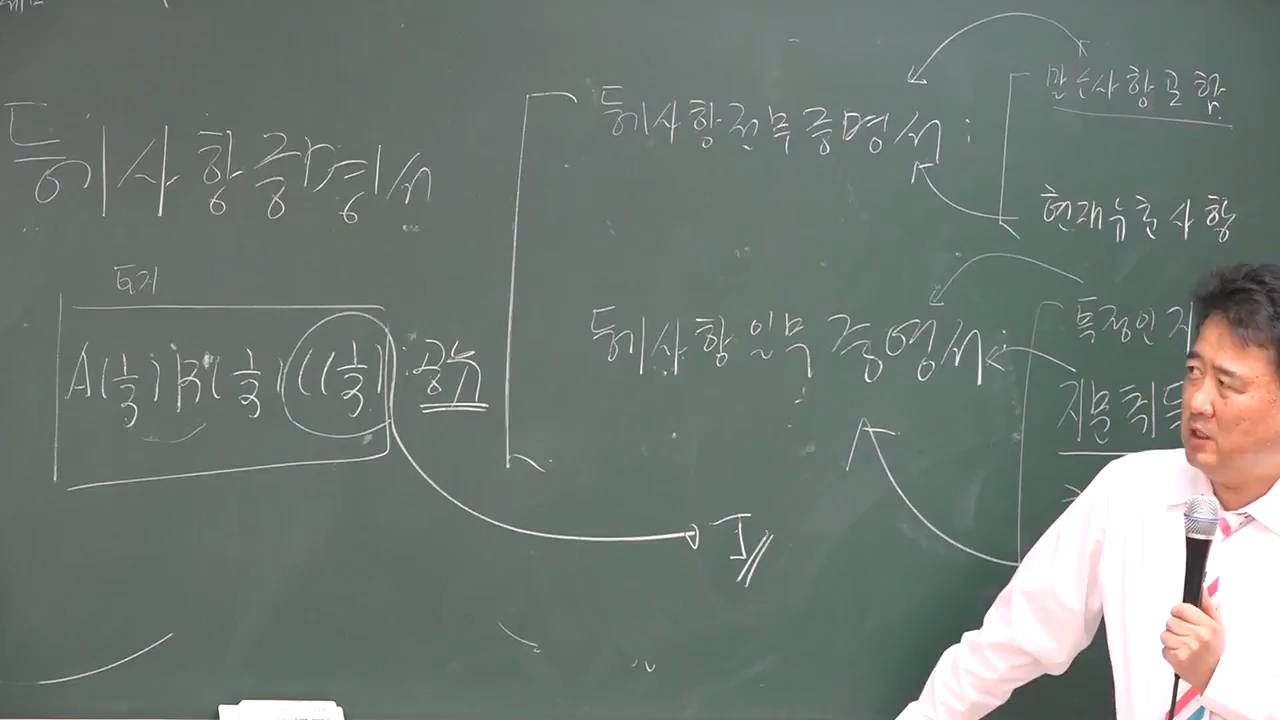 등기사항증명서
토지
A(1/3) B(1/3) C(1/3) : 공유
등기사항전부증명서 :
말소사항포함
현재유효사항
등기사항일부증명서 :
특정인지
지분취득
J